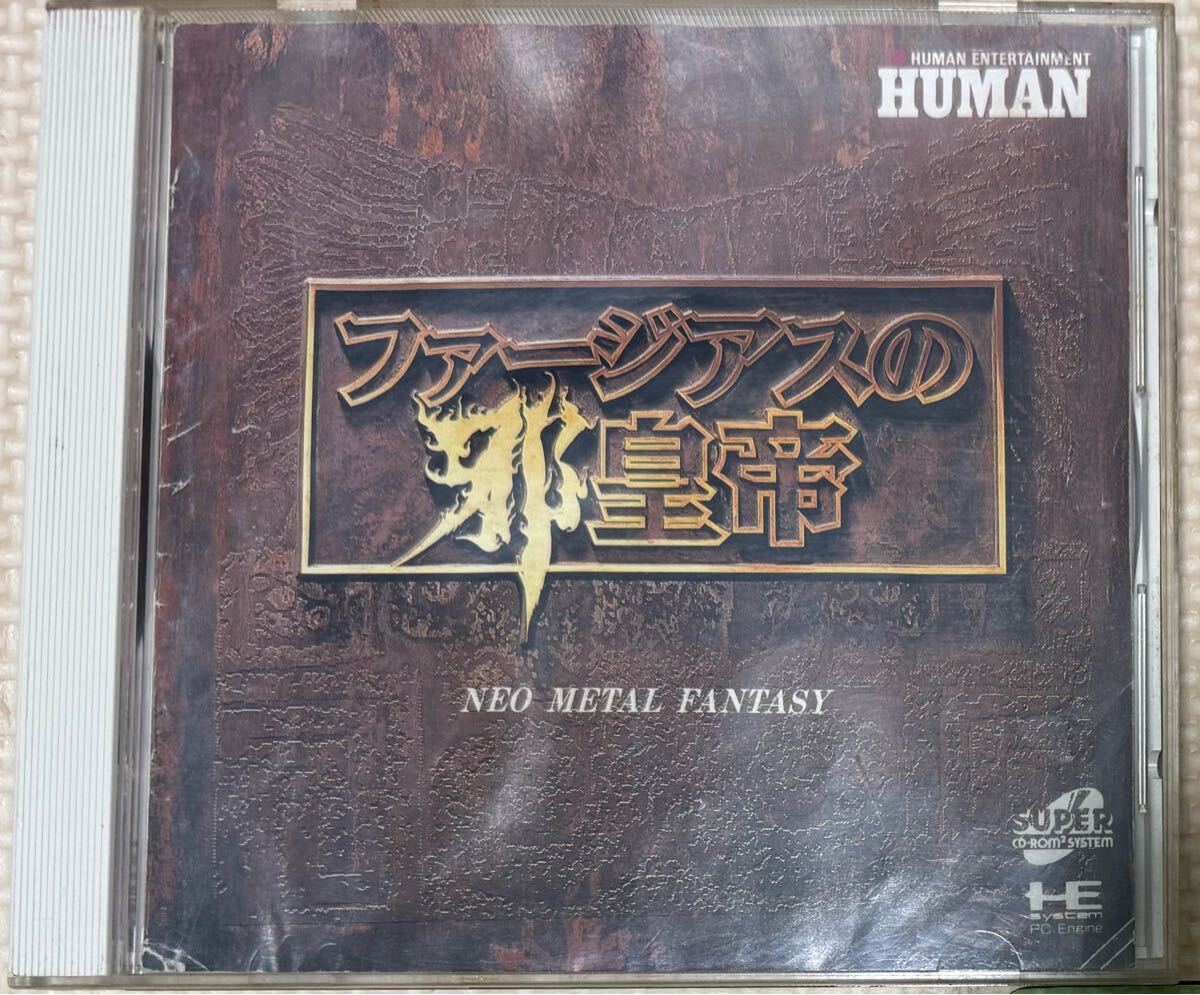 HUMAN ENTERTAINMENT
HUMAN
ファージアスの
邪皇帝
NEO METAL FANTASY
SUPER
CD-ROM² SYSTEM
HE
system
PC Engine